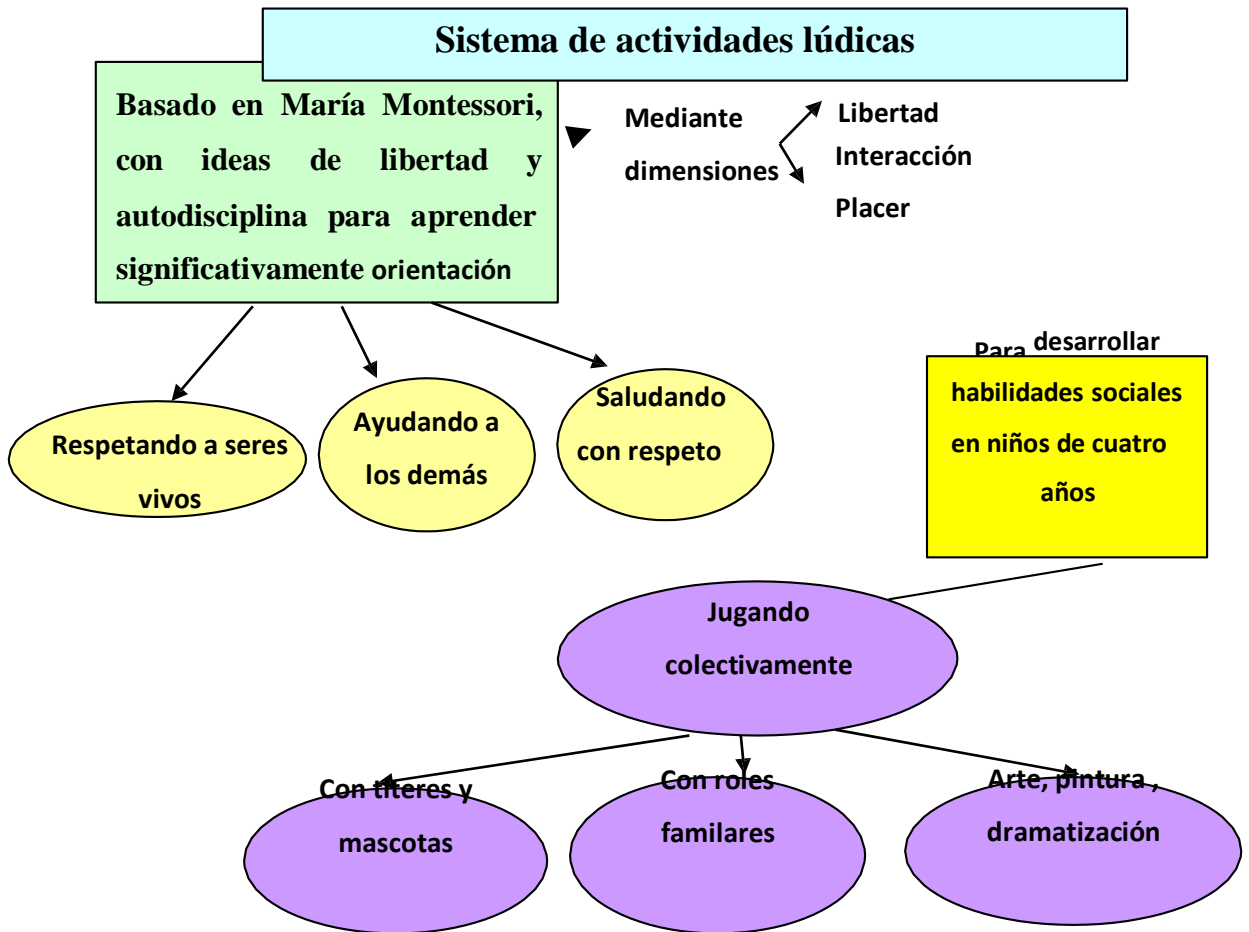 Sistema de actividades lúdicas
Basado en María Montessori,
con ideas de libertad y
autodisciplina para aprender
significativamente orientación
Mediante
dimensiones
Libertad
Interacción
Placer
Respetando a seres
vivos
Ayudando a
los demás
Saludando
con respeto
Para desarrollar
habilidades sociales
en niños de cuatro
años
Jugando
colectivamente
Con títeres y
mascotas
Con roles
familares
Arte, pintura ,
dramatización